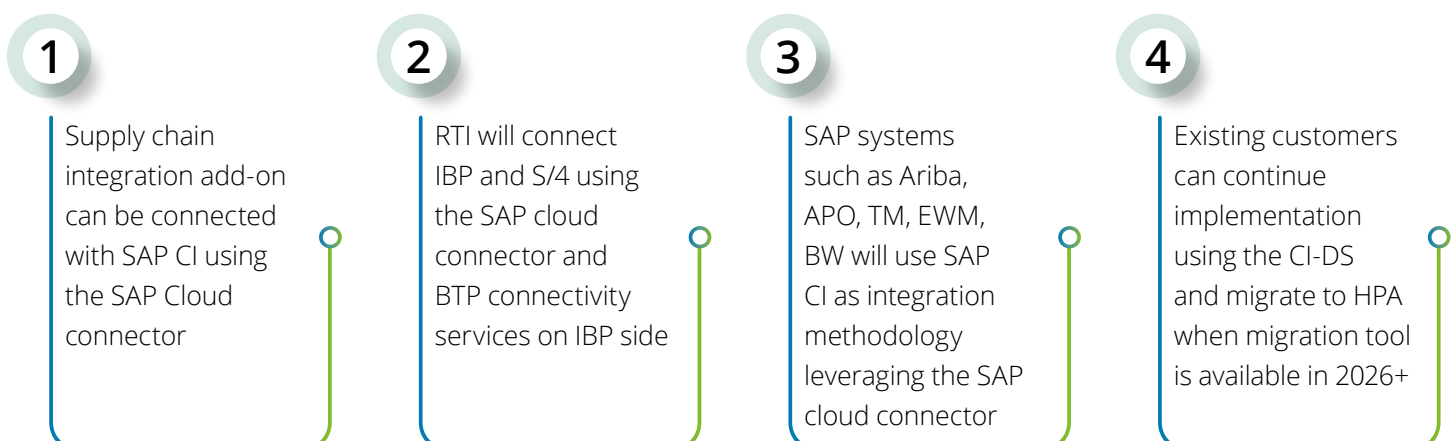 1
Supply chain
integration add-on
can be connected
with SAP CI using
the SAP Cloud
connector
2
RTI will connect
IBP and S/4 using
the SAP cloud
connector and
BTP connectivity
services on IBP side
3
SAP systems
such as Ariba,
APO, TM, EWM,
BW will use SAP
CI as integration
methodology
leveraging the SAP
cloud connector
4
Existing customers
can continue
implementation
using the CI-DS
and migrate to HPA
when migration tool
is available in 2026+